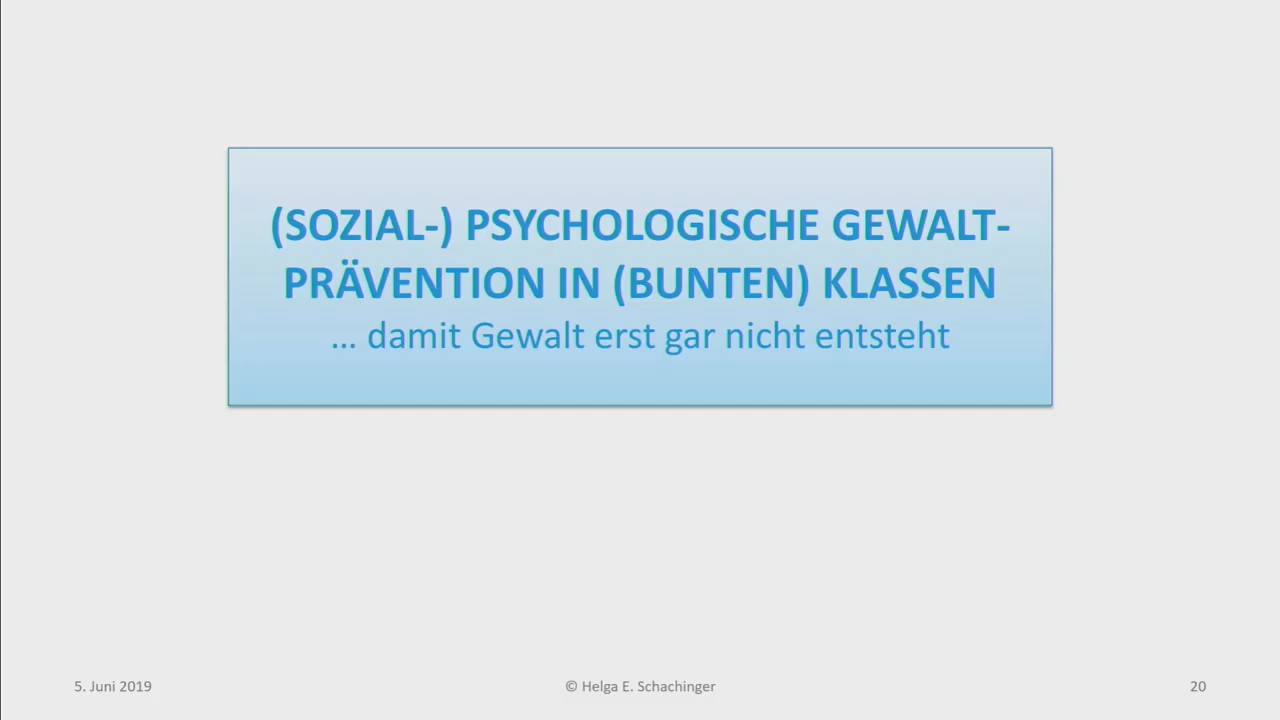 (SOZIAL-) PSYCHOLOGISCHE GEWALT-
PRÄVENTION IN (BUNTEN) KLASSEN
... damit Gewalt erst gar nicht entsteht
5. Juni 2019
© Helga E. Schachinger
20